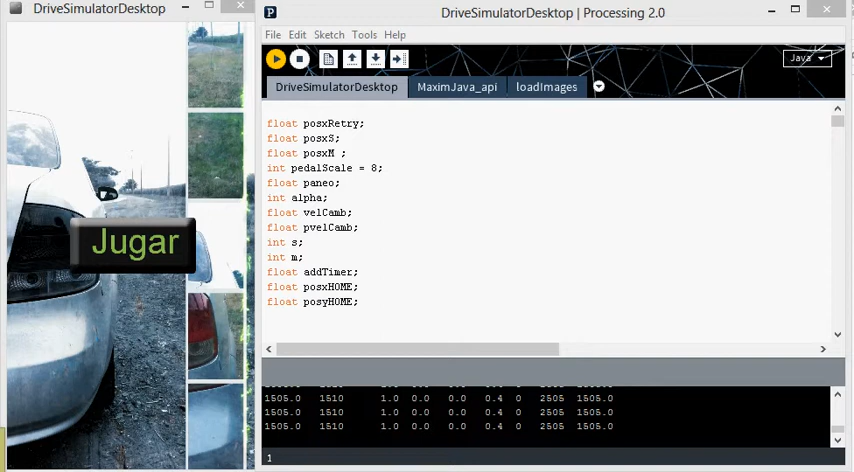 DriveSimulatorDesktop
Jugar
DriveSimulatorDesktop | Processing 2.0
File Edit Sketch Tools Help
Java
DriveSimulatorDesktop MaximJava_api loadImages
float posxRetry;
float posxS;
float posxM ;
int pedalScale = 8;
float paneo;
int alpha;
float velCamb;
float pvelCamb;
int s;
int m;
float addTimer;
float posxHOME;
float posyHOME;
1505.0 1510 1.0 0.0 0.0 0.4 0 2505 1505.0
1505.0 1510 1.0 0.0 0.0 0.4 0 2505 1505.0
1505.0 1510 1.0 0.0 0.0 0.4 0 2505 1505.0
1